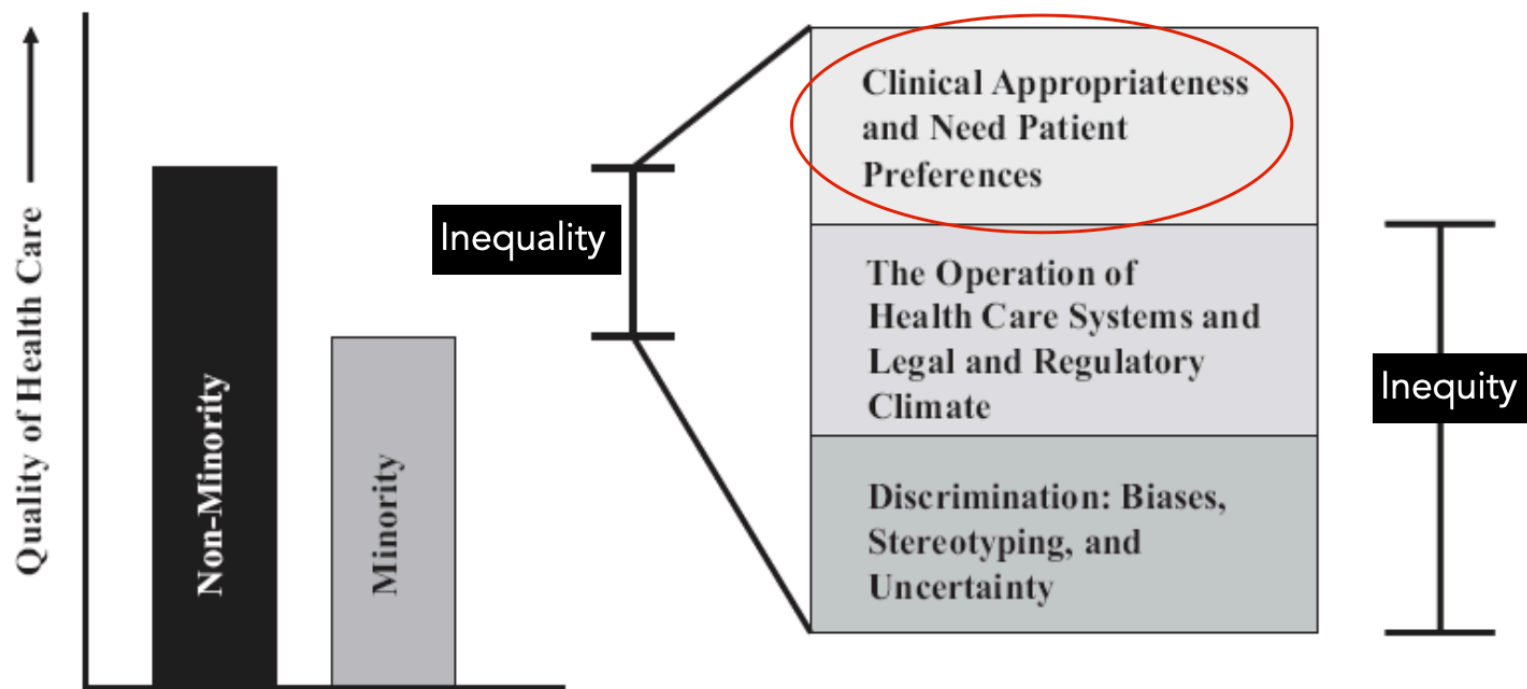 Quality of Health Care
Non-Minority
Minority
Inequality
Clinical Appropriateness
and Need Patient
Preferences
The Operation of
Health Care Systems and
Legal and Regulatory
Climate
Discrimination: Biases,
Stereotyping, and
Uncertainty
Inequity